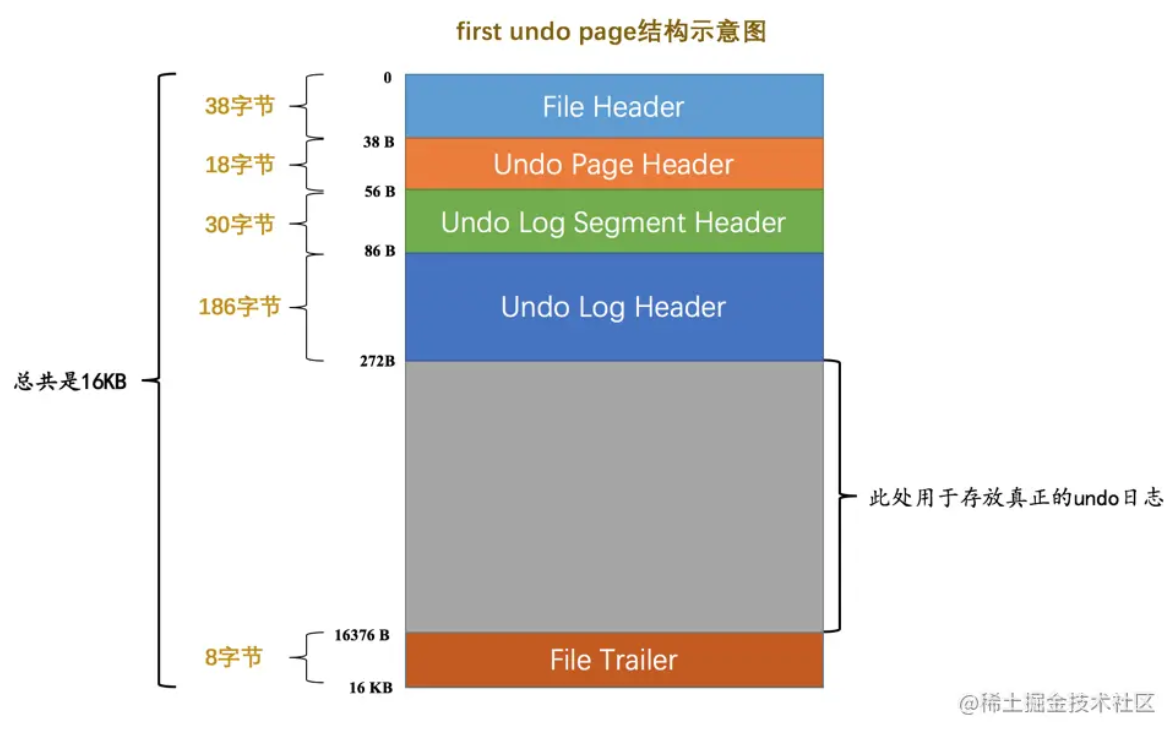 first undo page结构示意图
0
38字节
File Header
38 B
18字节
Undo Page Header
56 B
30字节
Undo Log Segment Header
86 B
186字节
Undo Log Header
272B
总共是16KB
此处用于存放真正的undo日志
16376 B
8字节
File Trailer
16 KB
@稀土掘金技术社区